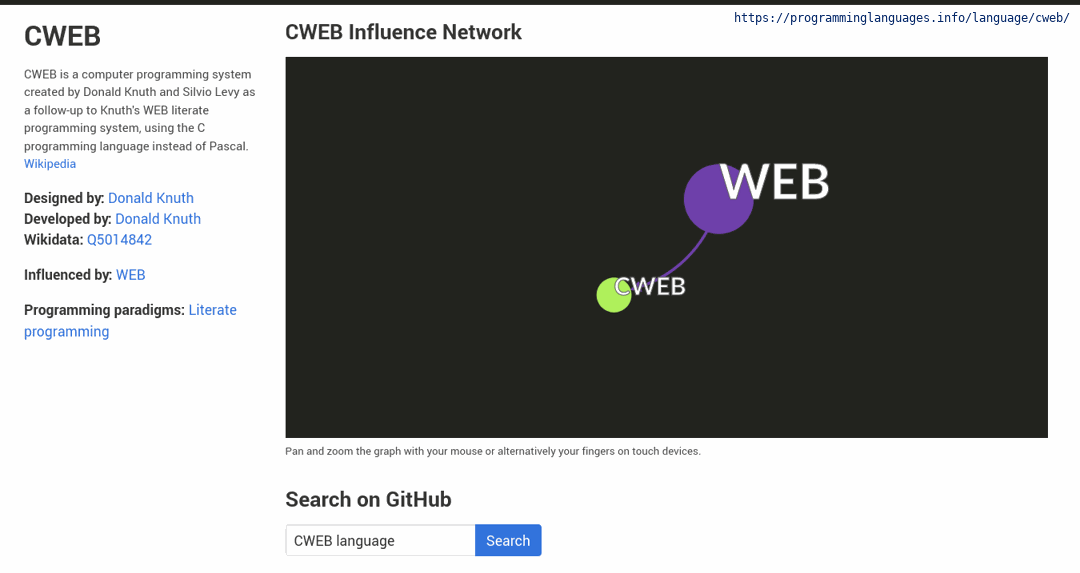 https://programminglanguages.info/language/cweb/
CWEB
CWEB is a computer programming system
created by Donald Knuth and Silvio Levy as
a follow-up to Knuth's WEB literate
programming system, using the C
programming language instead of Pascal.
Wikipedia
Designed by: Donald Knuth
Developed by: Donald Knuth
Wikidata: Q5014842
Influenced by: WEB
Programming paradigms: Literate
programming
CWEB Influence Network
WEB
CWEB
Pan and zoom the graph with your mouse or alternatively your fingers on touch devices.
Search on GitHub
CWEB language
Search